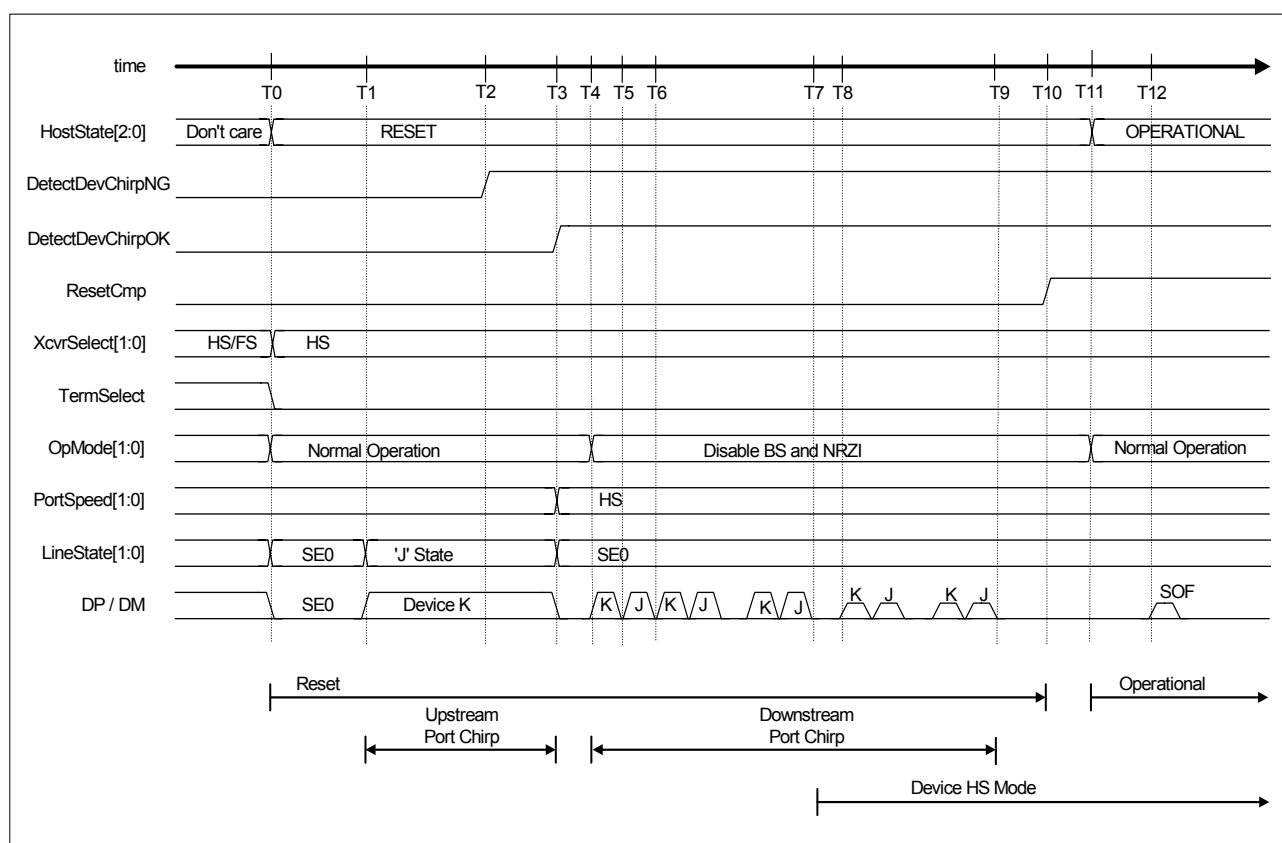 time
T0 T1 T2 T3 T4 T5 T6 T7 T8 T9 T10 T11 T12
HostState[2:0] Don't care RESET OPERATIONAL
DetectDevChirpNG
DetectDevChirpOK
ResetCmp
XcvrSelect[1:0] HS/FS HS
TermSelect
OpMode[1:0] Normal Operation Disable BS and NRZI Normal Operation
PortSpeed[1:0] HS
LineState[1:0] SE0 'J' State SE0
DP / DM SE0 Device K K J K J K J K J K J SOF
Reset Operational
Upstream
Port Chirp
Downstream
Port Chirp
Device HS Mode